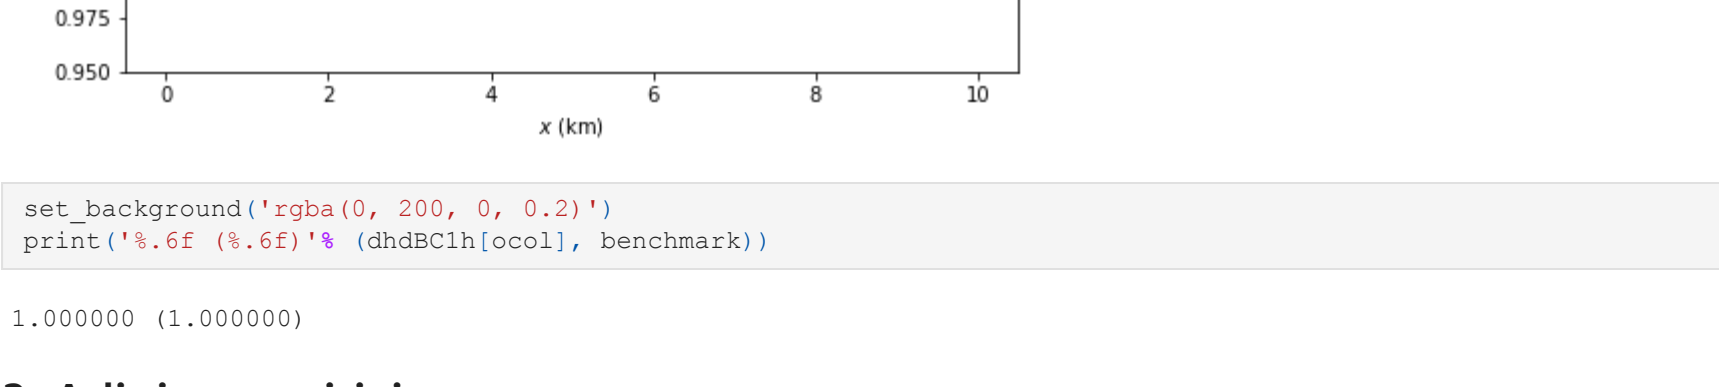 0.975
0.950
0 2 4 6 8 10
x (km)
set_background('rgba(0, 200, 0, 0.2)')
print('%.6f (%.6f)'% (dhdBC1h[ocol], benchmark))
1.000000 (1.000000)